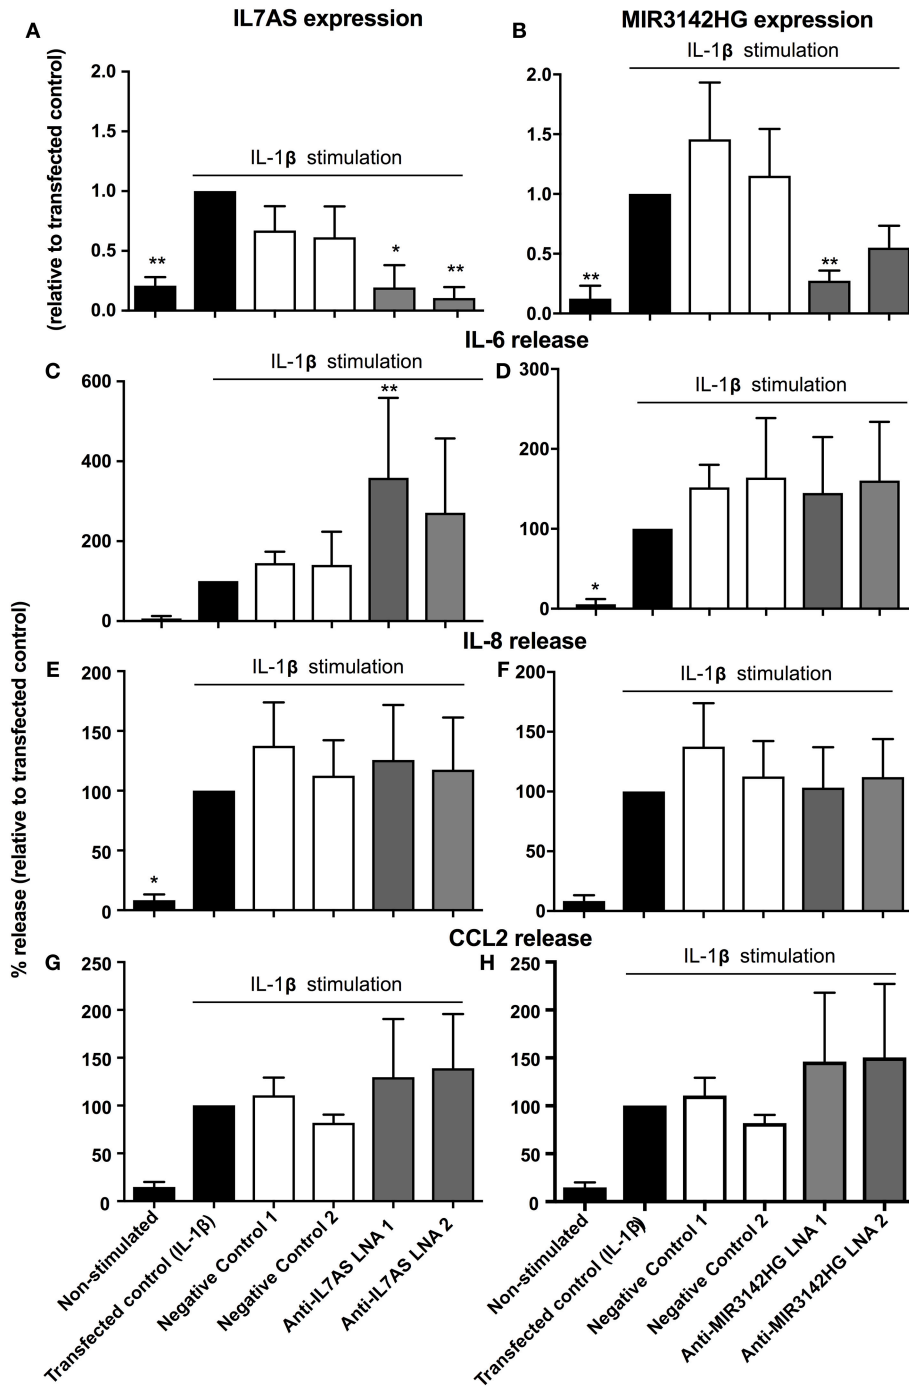 IL7AS expression
MIR3142HG expression
A
(relative to transfected control)
2.0
1.5
1.0
0.5
0.0
IL-1β stimulation
**
*
**
B
2.0
1.5
1.0
0.5
0.0
IL-1β stimulation
**
**
IL-6 release
C
600
400
200
0
IL-1β stimulation
**
D
300
200
100
0
IL-1β stimulation
*
% release (relative to transfected control)
IL-8 release
E
200
150
100
50
0
IL-1β stimulation
*
F
200
150
100
50
0
IL-1β stimulation
CCL2 release
G
250
200
150
100
50
0
IL-1β stimulation
Non-stimulated
Transfected control (IL-1β)
Negative Control 1
Negative Control 2
Anti-IL7AS LNA 1
Anti-IL7AS LNA 2
H
250
200
150
100
50
0
IL-1β stimulation
Non-stimulated
Transfected control (IL-1β)
Negative Control 1
Negative Control 2
Anti-MIR3142HG LNA 1
Anti-MIR3142HG LNA 2